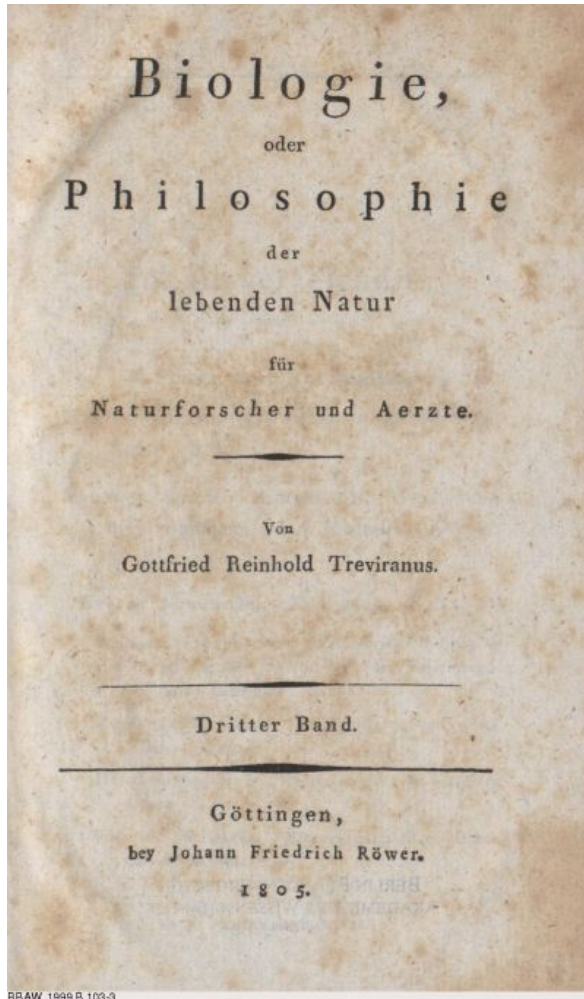 Biologie,
oder
Philosophie
der
lebenden Natur
für
Naturforscher und Aerzte.
Von
Gottfried Reinhold Treviranus.
Dritter Band.
Göttingen,
bey Johann Friedrich Röwer.
1805.
BBAW, 1999 B 103-3